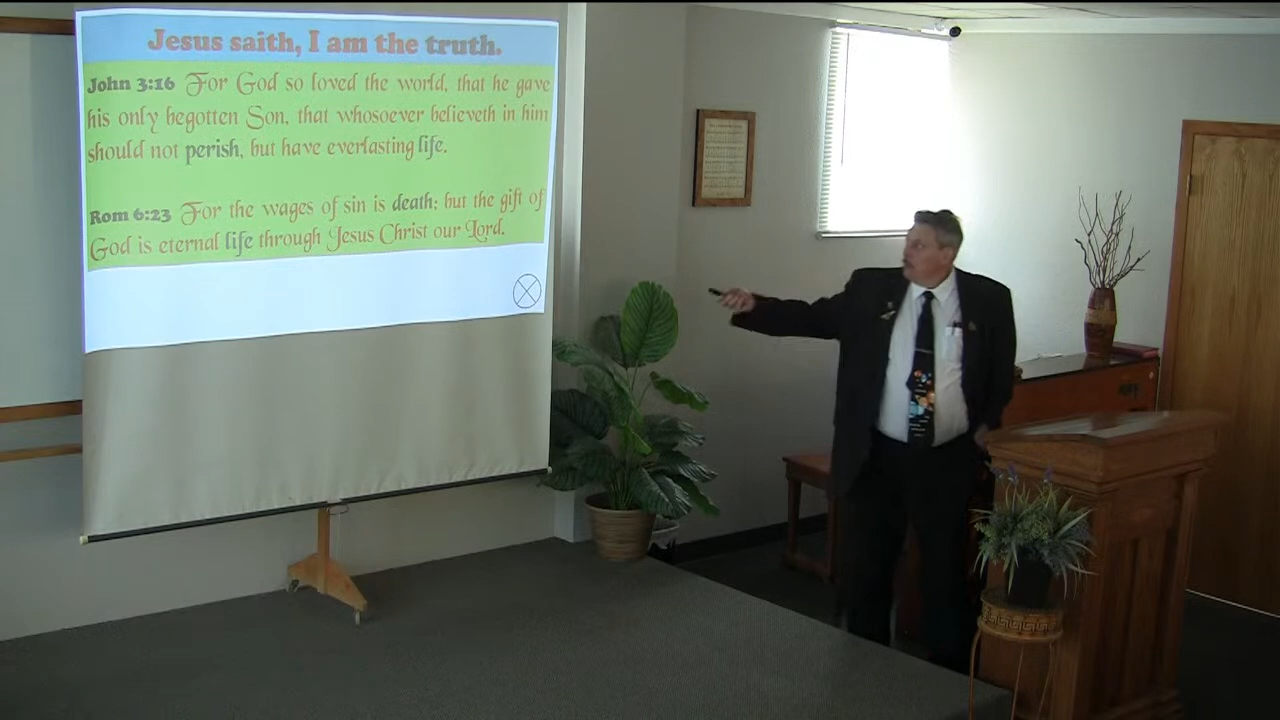 Jesus saith, I am the truth.
John 3:16 For God so loved the world, that he gave
his only begotten Son, that whosoever believeth in him
should not perish, but have everlasting life.
Rom 6:23 For the wages of sin is death; but the gift of
God is eternal life through Jesus Christ our Lord.